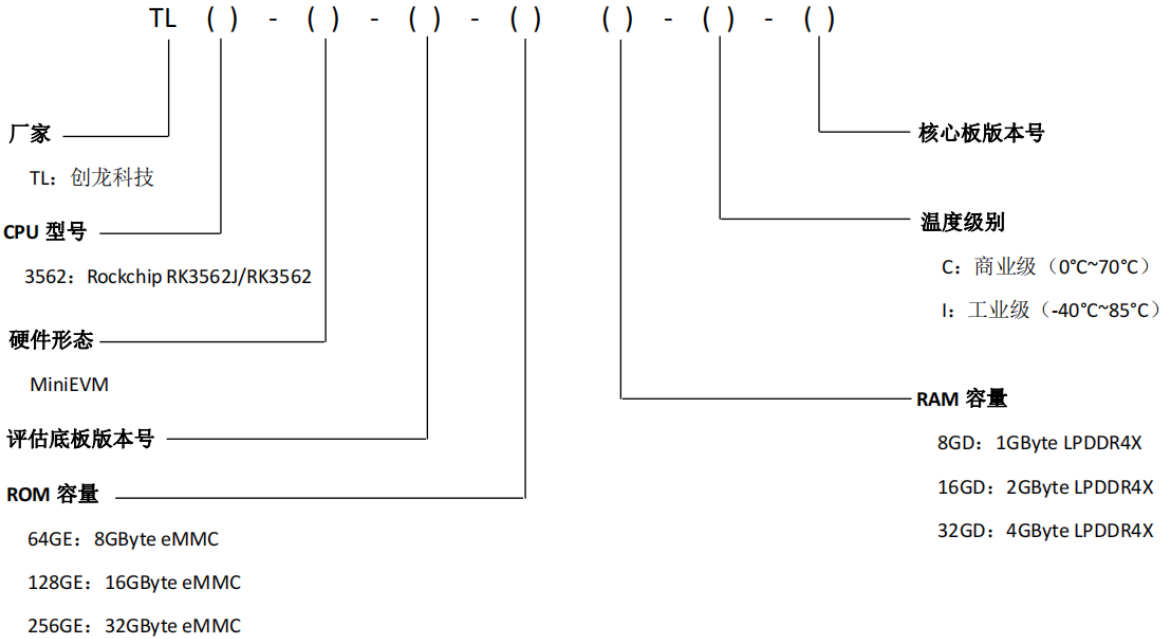 TL ( ) - ( ) - ( ) - ( ) ( ) - ( ) - ( )
厂家
TL：创龙科技
CPU 型号
3562：Rockchip RK3562J/RK3562
硬件形态
MiniEVM
评估底板版本号
ROM 容量
64GE：8GByte eMMC
128GE：16GByte eMMC
256GE：32GByte eMMC
核心板版本号
温度级别
C：商业级（0℃~70℃）
I：工业级（-40℃~85℃）
RAM 容量
8GD：1GByte LPDDR4X
16GD：2GByte LPDDR4X
32GD：4GByte LPDDR4X